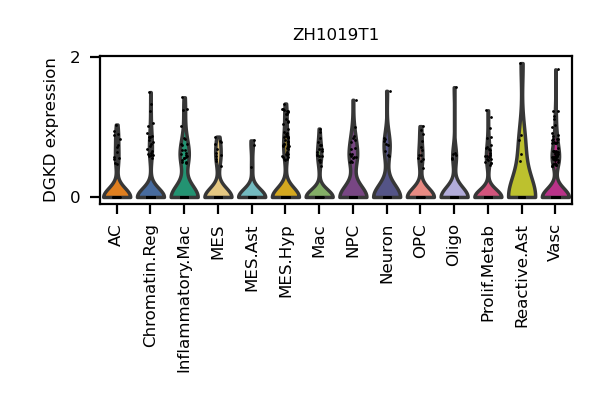 ZH1019T1
DGKD expression
2
0
AC
Chromatin.Reg
Inflammatory.Mac
MES
MES.Ast
MES.Hyp
Mac
NPC
Neuron
OPC
Oligo
Prolif.Metab
Reactive.Ast
Vasc